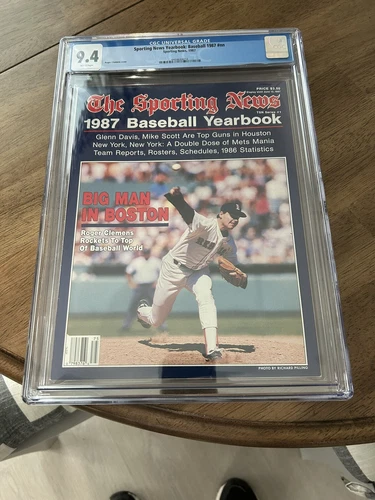 CGC UNIVERSAL GRADE
9.4
Sporting News Yearbook: Baseball 1987 #nn
Sporting News, 1987
The Sporting News
1987 Baseball Yearbook
Glenn Davis, Mike Scott Are Top Guns in Houston
New York, New York: A Double Dose of Mets Mania
Team Reports, Rosters, Schedules, 1986 Statistics
BIG MAN
IN BOSTON
Roger Clemens
Rockets To Top
Of Baseball World
PHOTO BY RICHARD PILLING